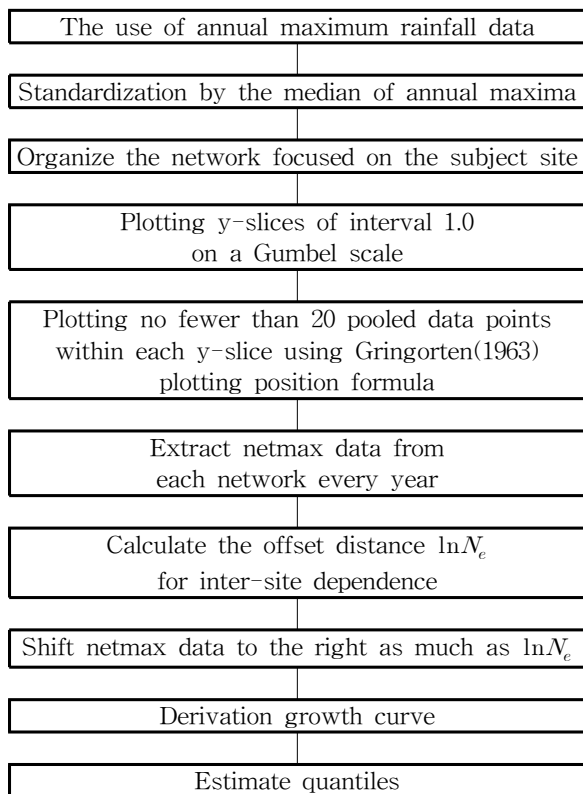 The use of annual maximum rainfall data
Standardization by the median of annual maxima
Organize the network focused on the subject site
Plotting y-slices of interval 1.0
on a Gumbel scale
Plotting no fewer than 20 pooled data points
within each y-slice using Gringorten(1963)
plotting position formula
Extract netmax data from
each network every year
Calculate the offset distance lnNₑ
for inter-site dependence
Shift netmax data to the right as much as lnNₑ
Derivation growth curve
Estimate quantiles